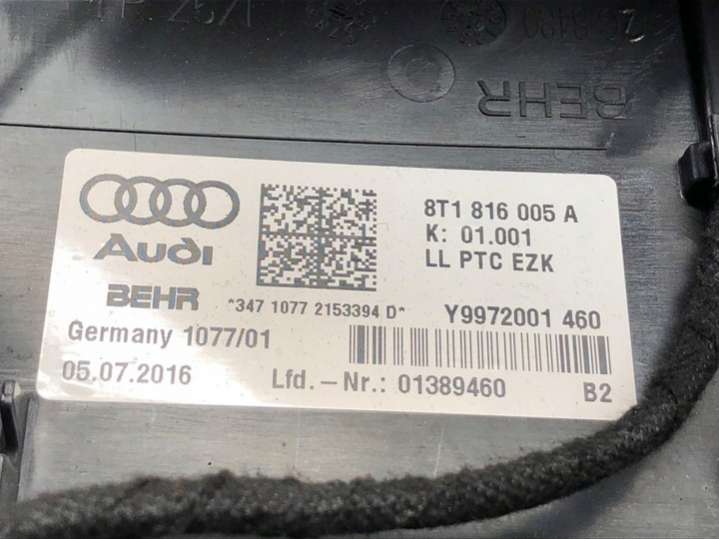 BEHR
Audi
8T1 816 005 A
K: 01.001
LL PTC EZK
BEHR
*347 1077 2153394 D*
Y9972001 460
Germany 1077/01
05.07.2016
Lfd.-Nr.: 01389460
B2